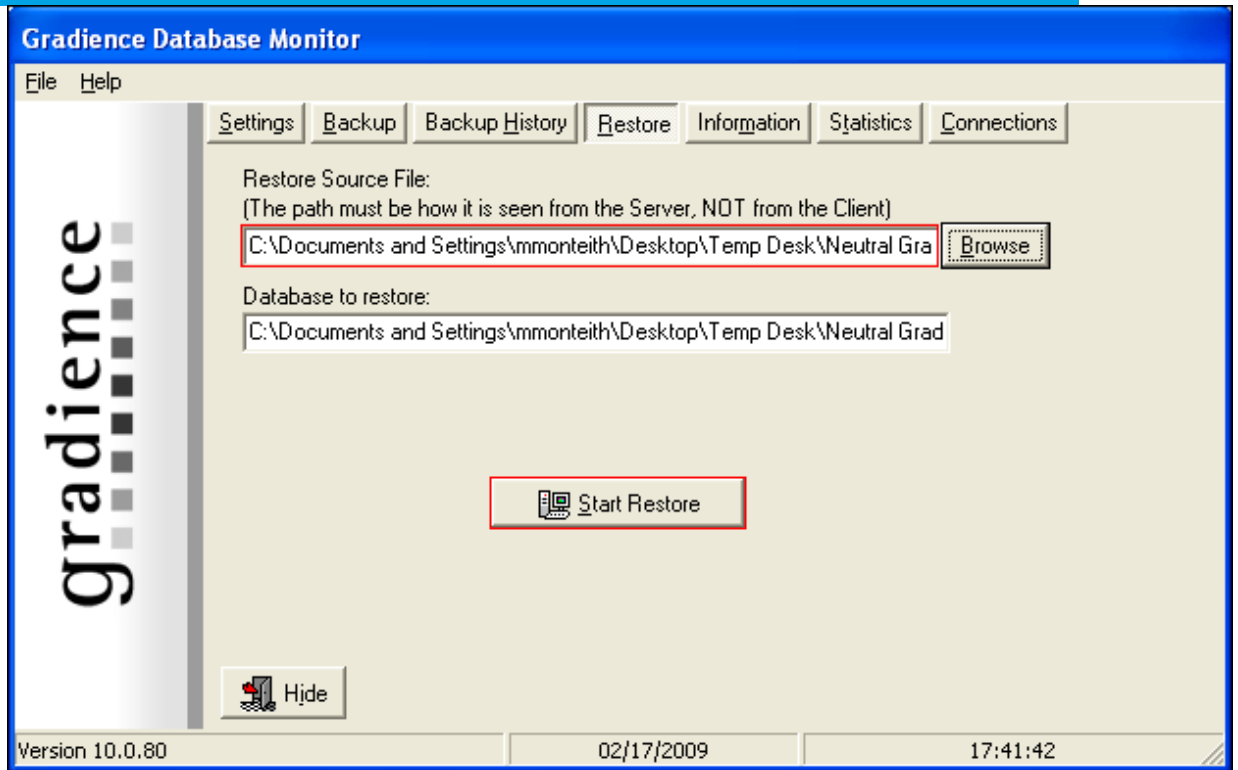 Gradience Database Monitor
File Help
Settings Backup Backup History Restore Information Statistics Connections
Restore Source File:
(The path must be how it is seen from the Server, NOT from the Client)
C:\Documents and Settings\mmonteith\Desktop\Temp Desk\Neutral Gra Browse
Database to restore:
C:\Documents and Settings\mmonteith\Desktop\Temp Desk\Neutral Grad
gradience
Start Restore
Hide
Version 10.0.80 02/17/2009 17:41:42